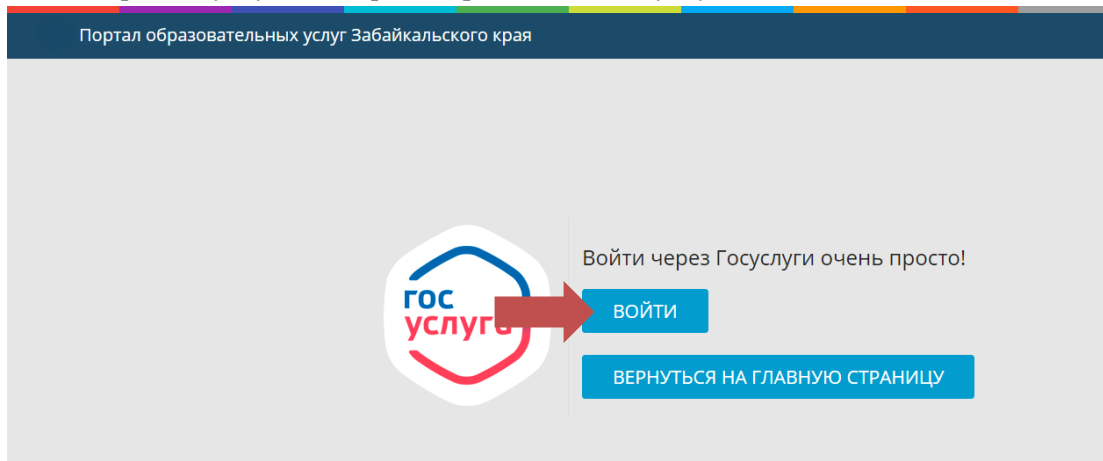 Портал образовательных услуг Забайкальского края
Войти через Госуслуги очень просто!
гос
услуги
ВОЙТИ
ВЕРНУТЬСЯ НА ГЛАВНУЮ СТРАНИЦУ